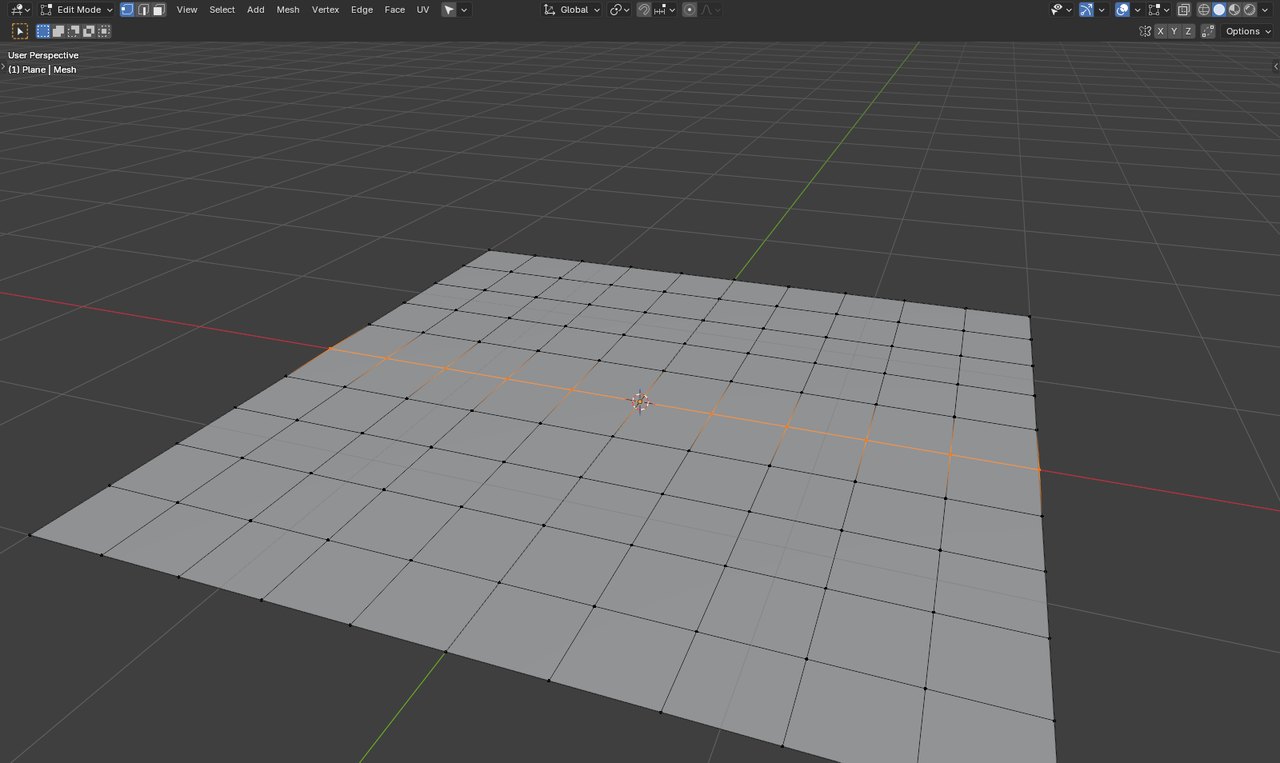 Edit Mode View Select Add Mesh Vertex Edge Face UV Global
X Y Z Options
User Perspective
(1) Plane | Mesh